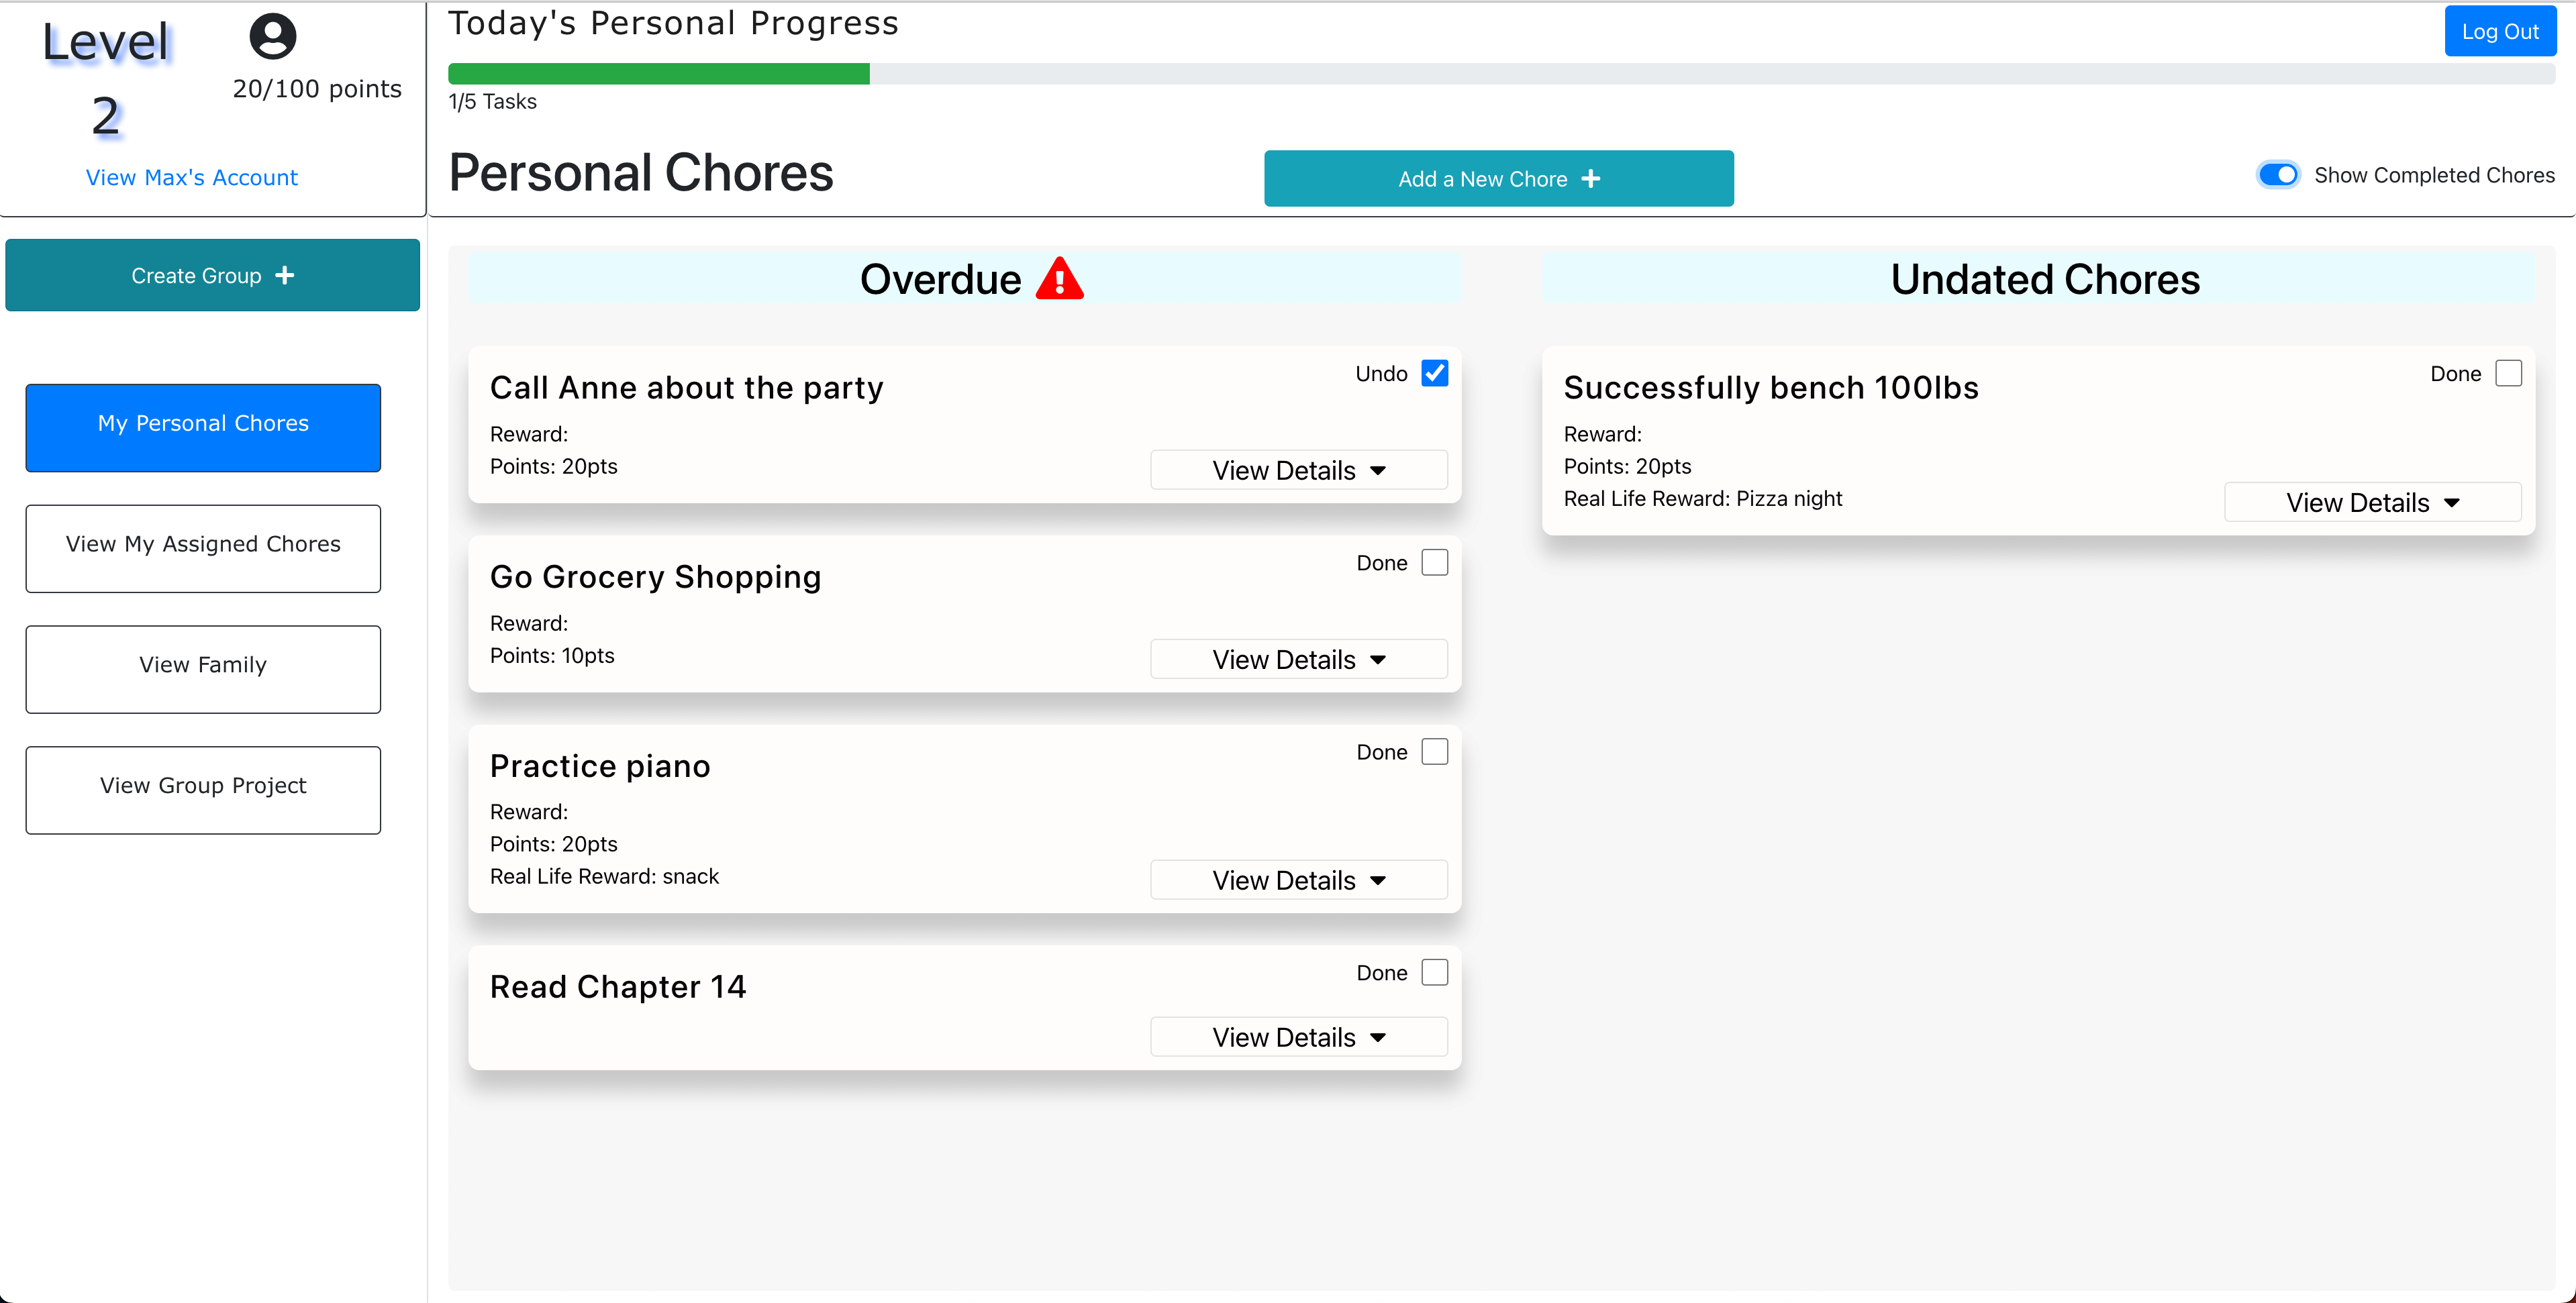 Level
2
20/100 points
View Max's Account
Today's Personal Progress
Log Out
1/5 Tasks
Personal Chores
Add a New Chore
Show Completed Chores
Create Group
My Personal Chores
View My Assigned Chores
View Family
View Group Project
Overdue
Call Anne about the party
Undo
Reward:
Points: 20pts
View Details
Go Grocery Shopping
Done
Reward:
Points: 10pts
View Details
Practice piano
Done
Reward:
Points: 20pts
Real Life Reward: snack
View Details
Read Chapter 14
Done
View Details
Undated Chores
Successfully bench 100lbs
Done
Reward:
Points: 20pts
Real Life Reward: Pizza night
View Details